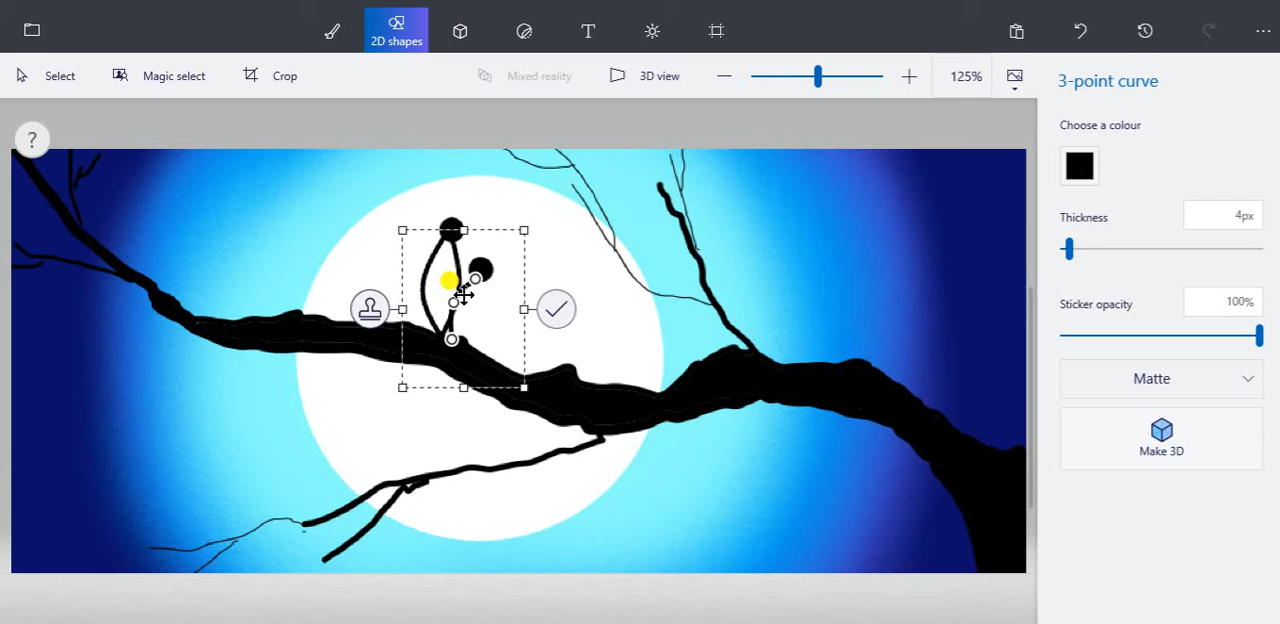 2D shapes
T
Select
Magic select
Crop
Mixed reality
3D view
125%
3-point curve
?
Choose a colour
Thickness
4px
Sticker opacity
100%
Matte
Make 3D